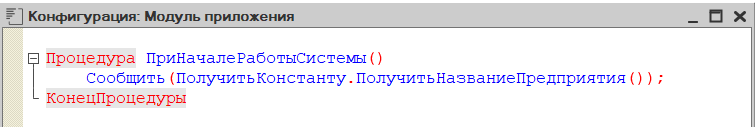 Конфигурация: Модуль приложения
Процедура ПриНачалеРаботыСистемы()
Сообщить(ПолучитьКонстанту.ПолучитьНазваниеПредприятия());
КонецПроцедуры